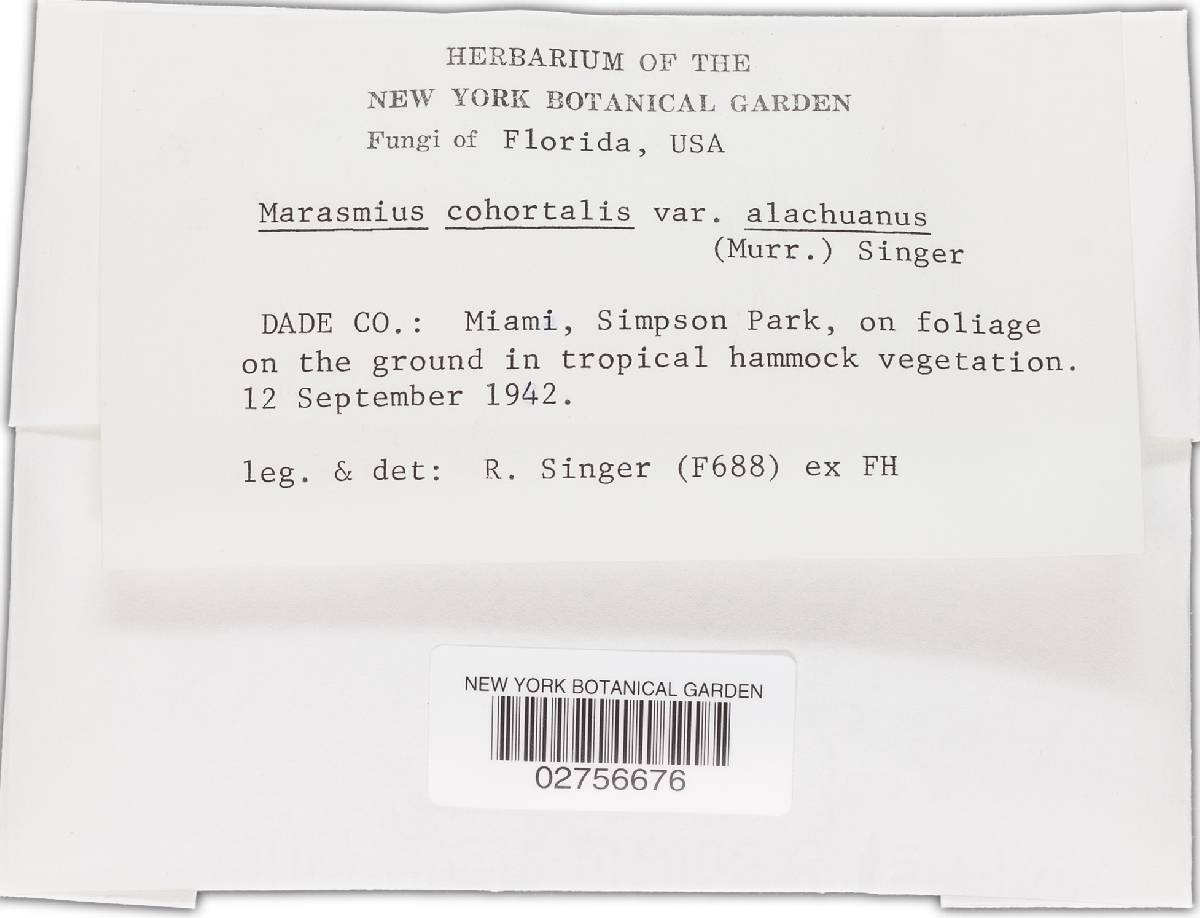 HERBARIUM OF THE
NEW YORK BOTANICAL GARDEN
Fungi of Florida, USA
Marasmius cohortalis var. alachuanus
(Murr.) Singer
DADE CO.: Miami, Simpson Park, on foliage
on the ground in tropical hammock vegetation.
12 September 1942.
leg. & det: R. Singer (F688) ex FH
NEW YORK BOTANICAL GARDEN
02756676